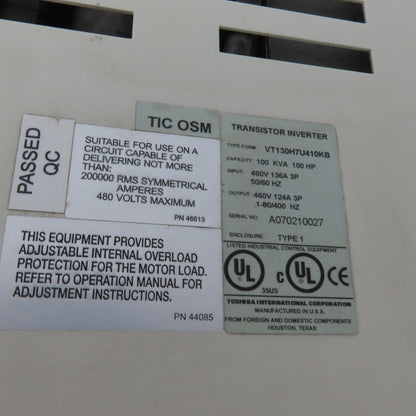 TIC OSM
PASSED
QC
SUITABLE FOR USE ON A
CIRCUIT CAPABLE OF
DELIVERING NOT MORE
THAN:
200000 RMS SYMMETRICAL
AMPERES
480 VOLTS MAXIMUM
PN 46613
THIS EQUIPMENT PROVIDES
ADJUSTABLE INTERNAL OVERLOAD
PROTECTION FOR THE MOTOR LOAD.
REFER TO OPERATION MANUAL FOR
ADJUSTMENT INSTRUCTIONS.
PN 44085
TRANSISTOR INVERTER
TYPE-FORM: VT130H7U410KB
CAPACITY: 100 KVA 100 HP
INPUT: 460V 136A 3P
50/60 HZ
OUTPUT: 460V 124A 3P
.1-80/400 HZ
SERIAL NO: A070210027
ENCLOSURE: TYPE 1
LISTED INDUSTRIAL CONTROL EQUIPMENT
UL
35U5
C UL CE
TOSHIBA INTERNATIONAL CORPORATION
MANUFACTURED IN U.S.A.
FROM FOREIGN AND DOMESTIC COMPONENTS
HOUSTON, TEXAS